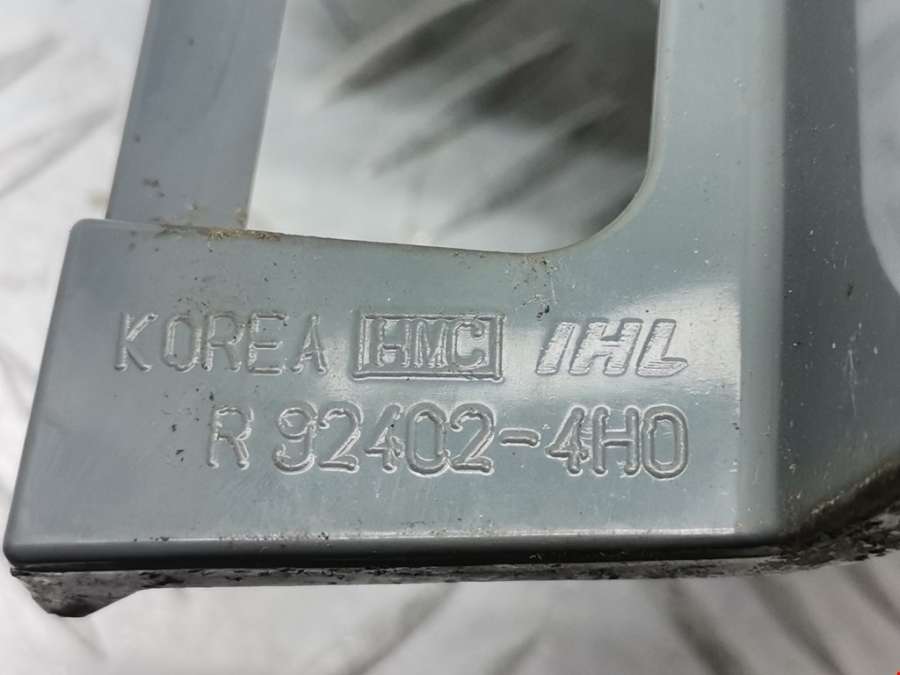 KOREA HMC IHL
R 92402-4H0